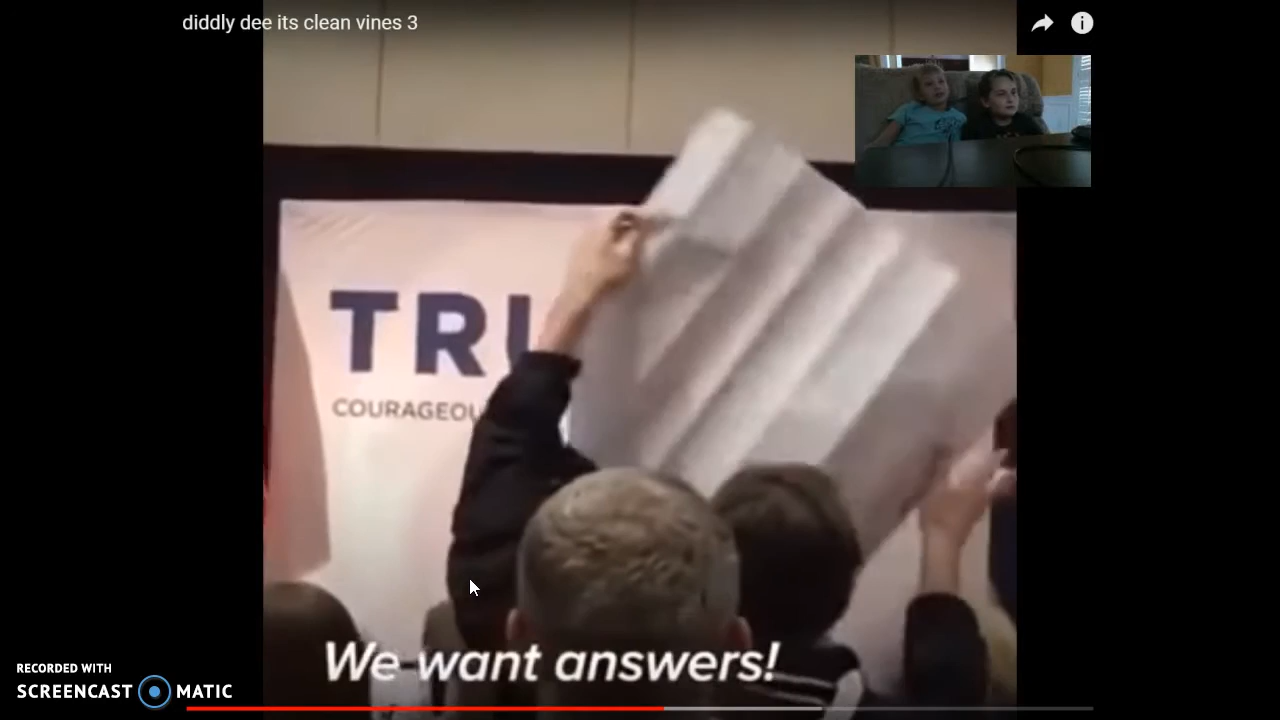 diddly dee its clean vines 3
TRU
COURAGEOU
We want answers!
RECORDED WITH
SCREENCAST MATIC